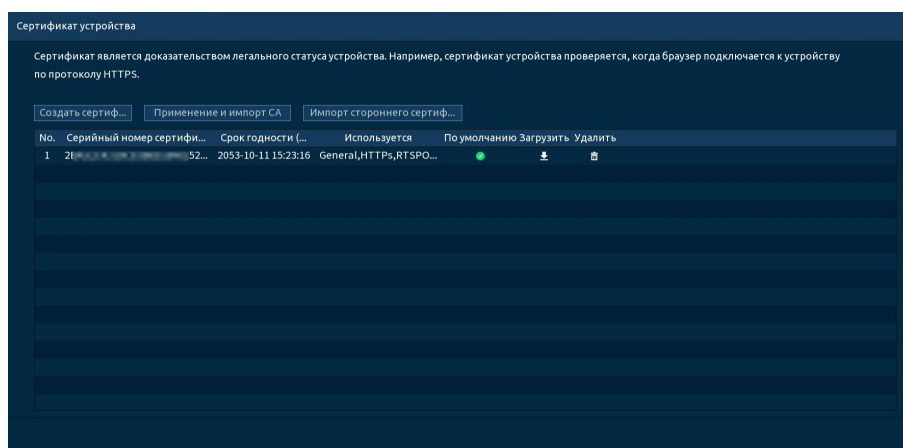 Сертификат устройства
Сертификат является доказательством легального статуса устройства. Например, сертификат устройства проверяется, когда браузер подключается к устройству
по протоколу HTTPS.
Создать сертиф... Применение и импорт CA Импорт стороннего сертиф...
No. Серийный номер сертифи... Срок годности (... Используется По умолчанию Загрузить Удалить
1 52... 2053-10-11 15:23:16 General,HTTPs,RTSPO...